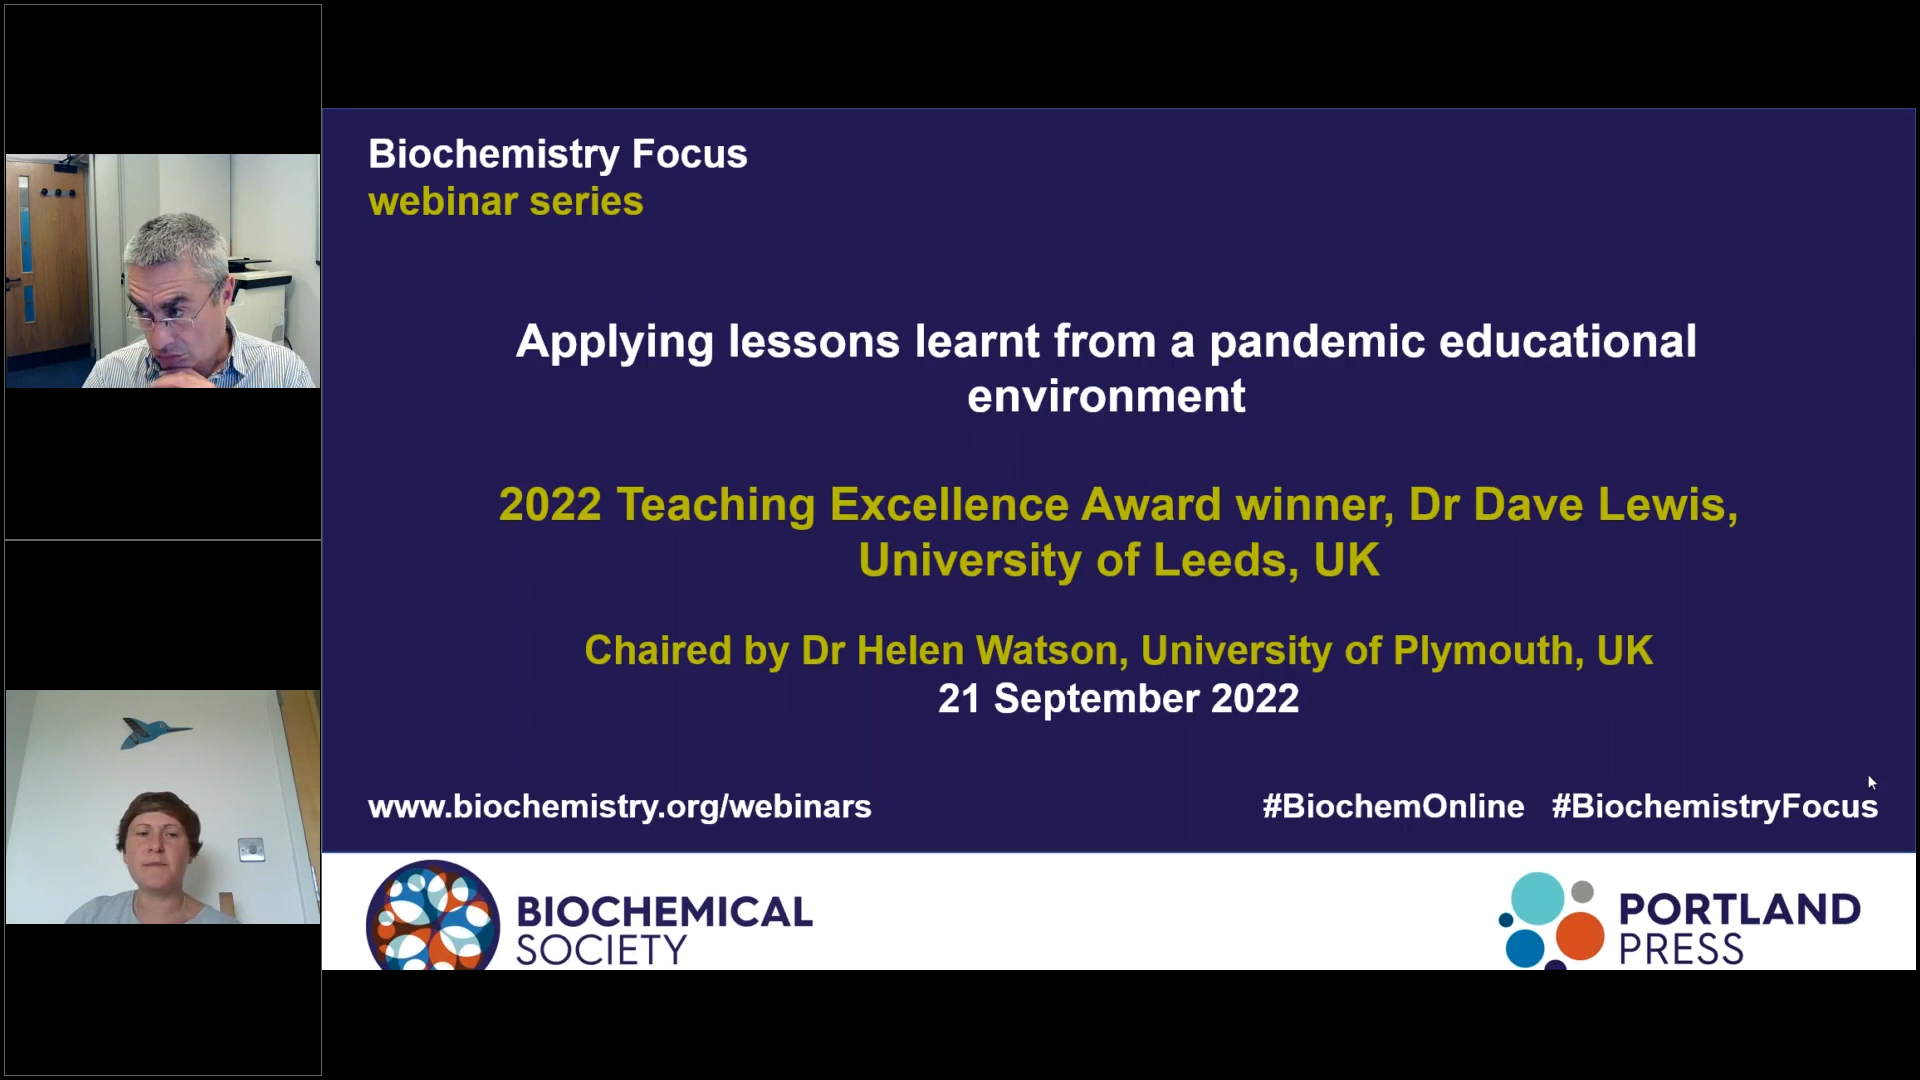 Biochemistry Focus
webinar series
Applying lessons learnt from a pandemic educational
environment
2022 Teaching Excellence Award winner, Dr Dave Lewis,
University of Leeds, UK
Chaired by Dr Helen Watson, University of Plymouth, UK
21 September 2022
www.biochemistry.org/webinars
#BiochemOnline #BiochemistryFocus
BIOCHEMICAL
SOCIETY
PORTLAND
PRESS